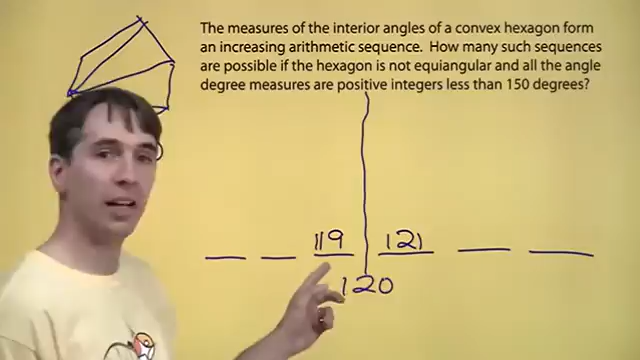 The measures of the interior angles of a convex hexagon form
an increasing arithmetic sequence. How many such sequences
are possible if the hexagon is not equiangular and all the angle
degree measures are positive integers less than 150 degrees?
119 121
120